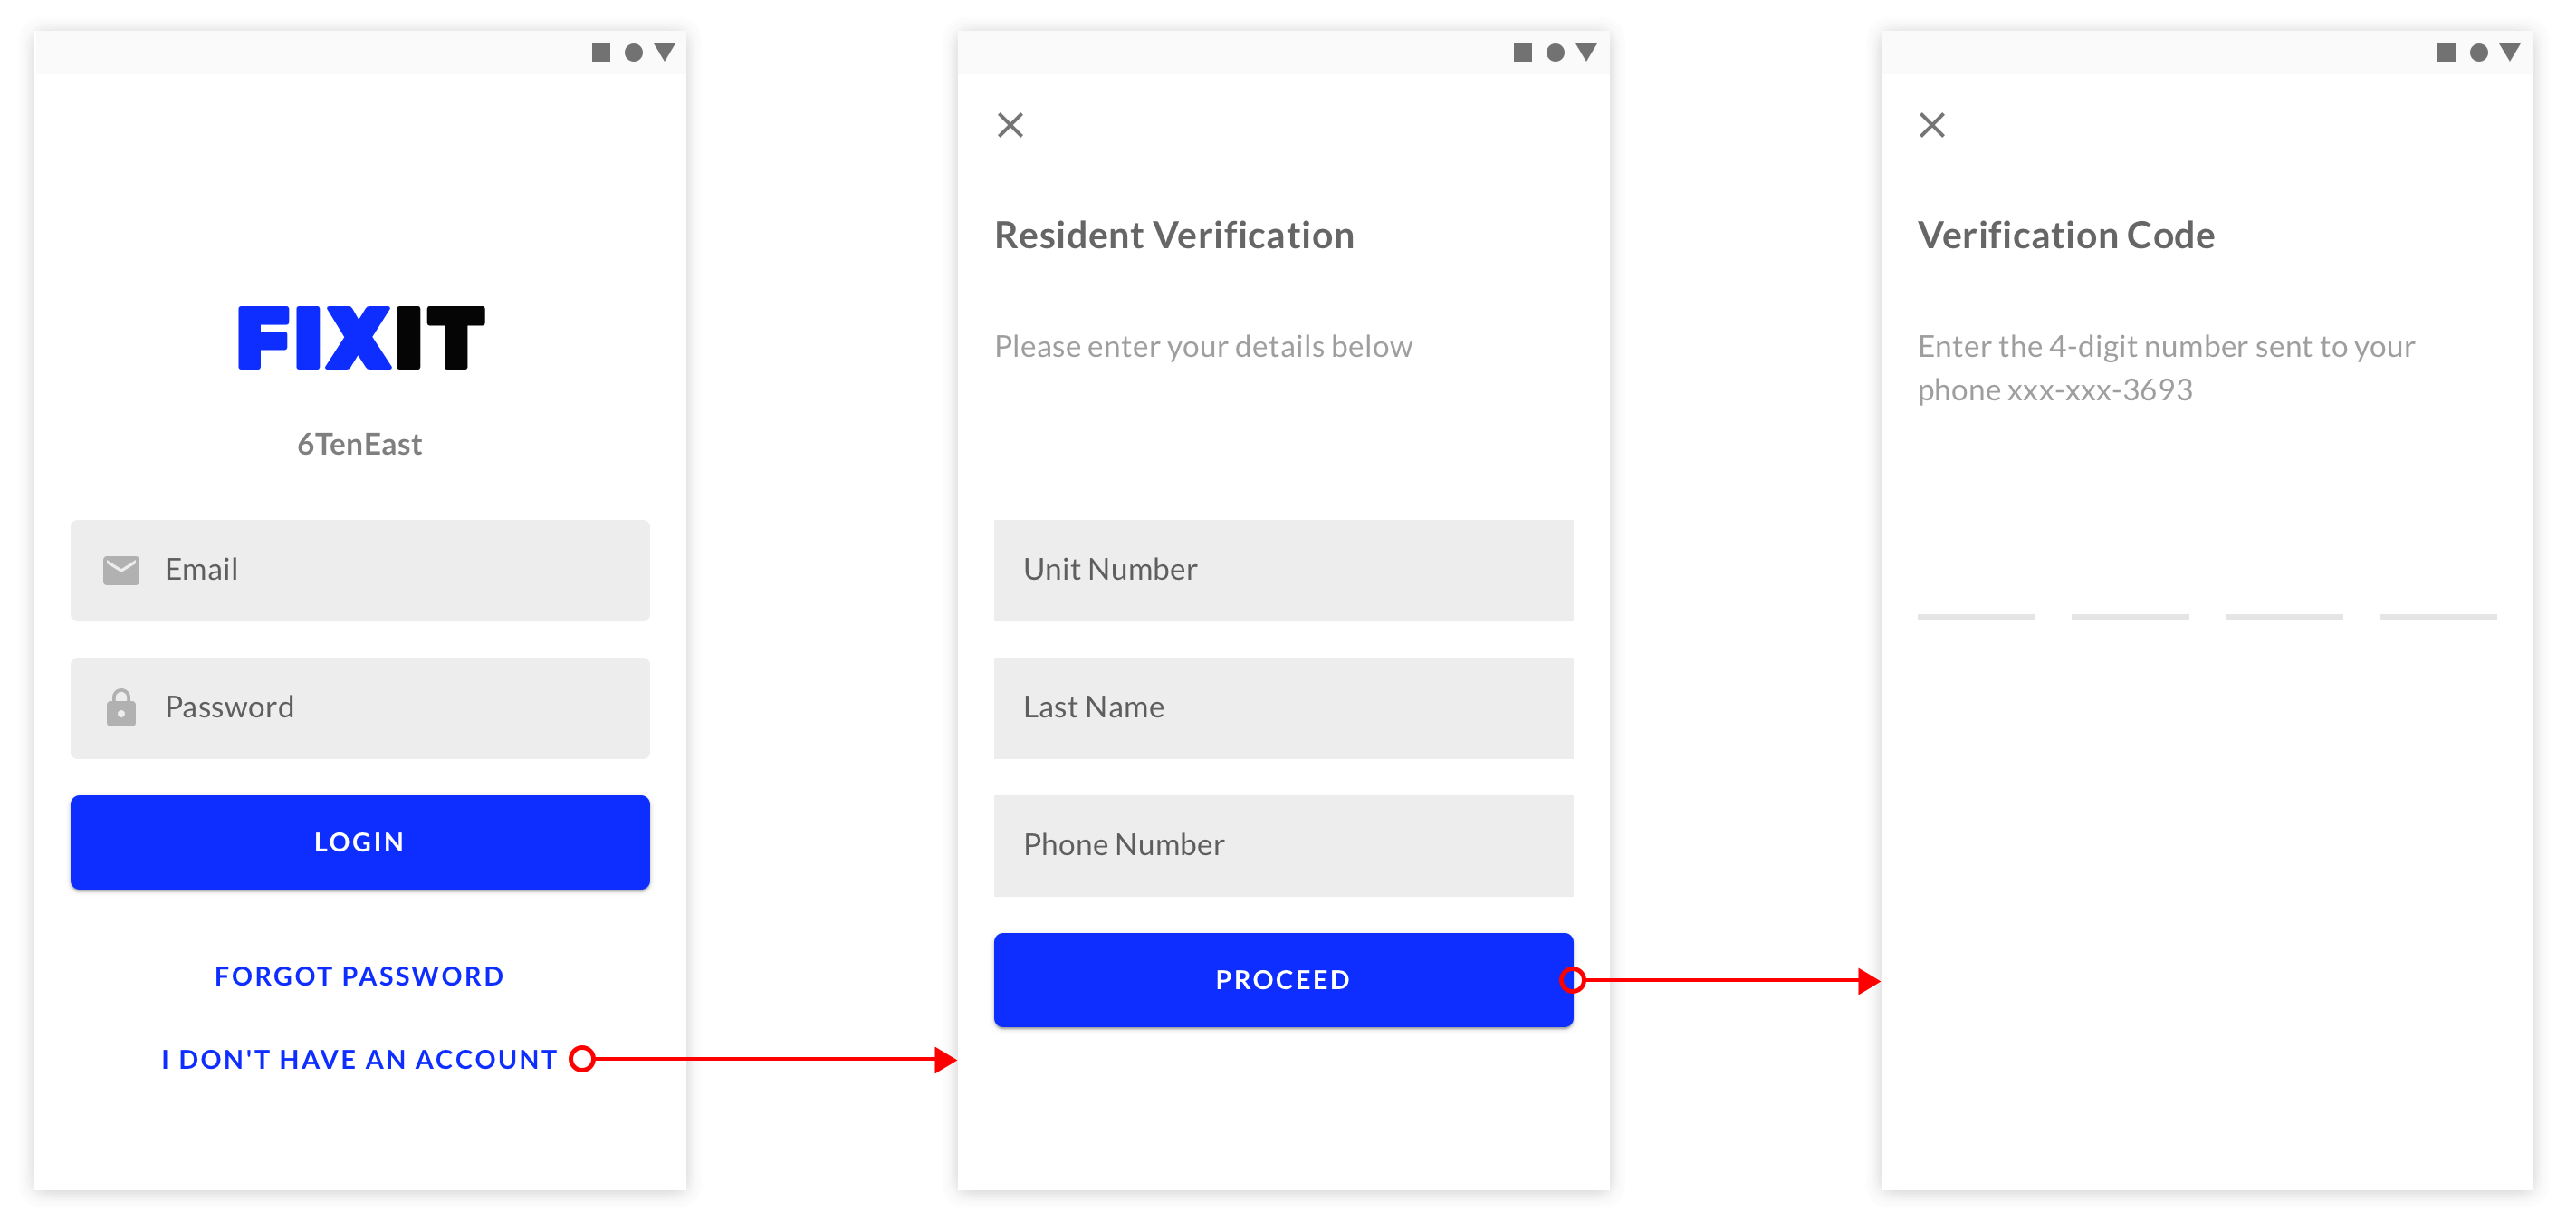 FIXIT
6TenEast
Email
Password
LOGIN
FORGOT PASSWORD
I DON'T HAVE AN ACCOUNT
Resident Verification
Please enter your details below
Unit Number
Last Name
Phone Number
PROCEED
Verification Code
Enter the 4-digit number sent to your
phone xxx-xxx-3693